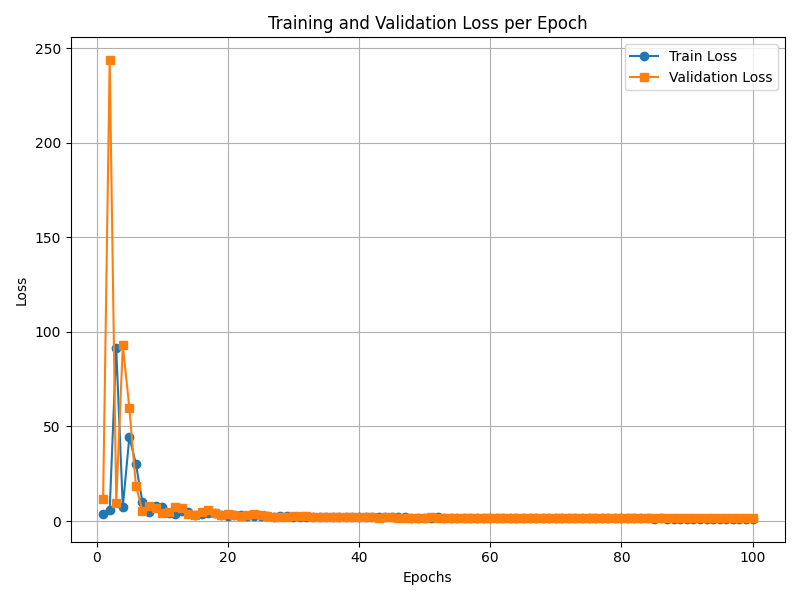 Training and Validation Loss per Epoch
Train Loss
Validation Loss
250
200
150
100
50
0
Loss
0 20 40 60 80 100
Epochs